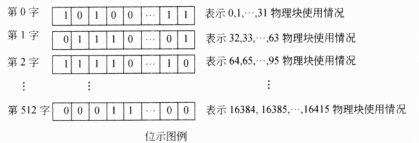 第 0 字 1 0 1 0 0 … 1 1 表示 0,1,…,31 物理块使用情况
第 1 字 0 1 1 1 0 … 0 1 表示 32,33,…,63 物理块使用情况
第 2 字 1 1 1 1 0 … 1 0 表示 64,65,…,95 物理块使用情况
⋮ ⋮ ⋮
第 512 字 0 0 0 1 1 … 0 0 表示 16384, 16385,…,16415 物理块使用情况
位示图例